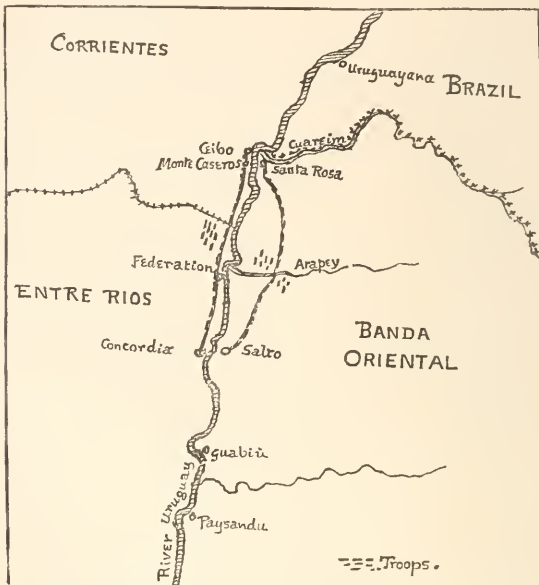 CORRIENTES
Uruguayana
BRAZIL
Ceibo
Cuareim
Monte Caseros
Santa Rosa
Federation
Arapey
ENTRE RIOS
Concordia
Salto
BANDA
ORIENTAL
Guabiù
River Uruguay
Paysandu
Troops.